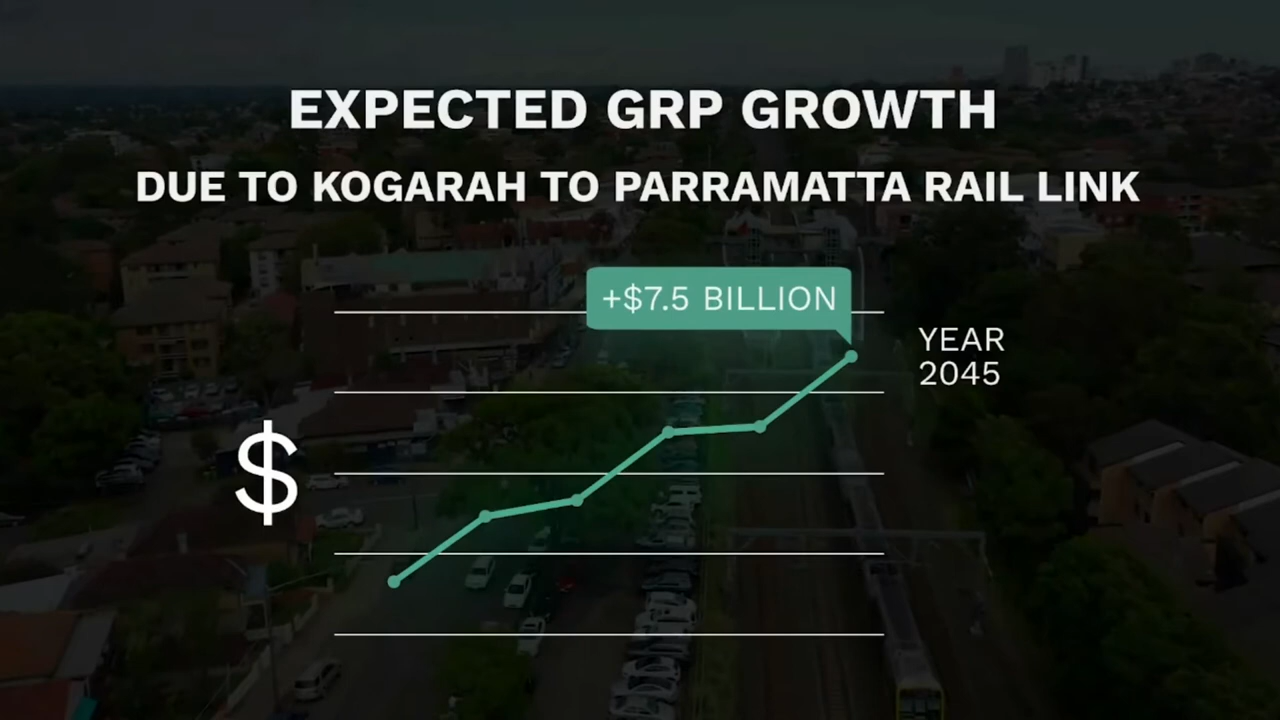 EXPECTED GRP GROWTH
DUE TO KOGARAH TO PARRAMATTA RAIL LINK
+$7.5 BILLION
YEAR
2045
$